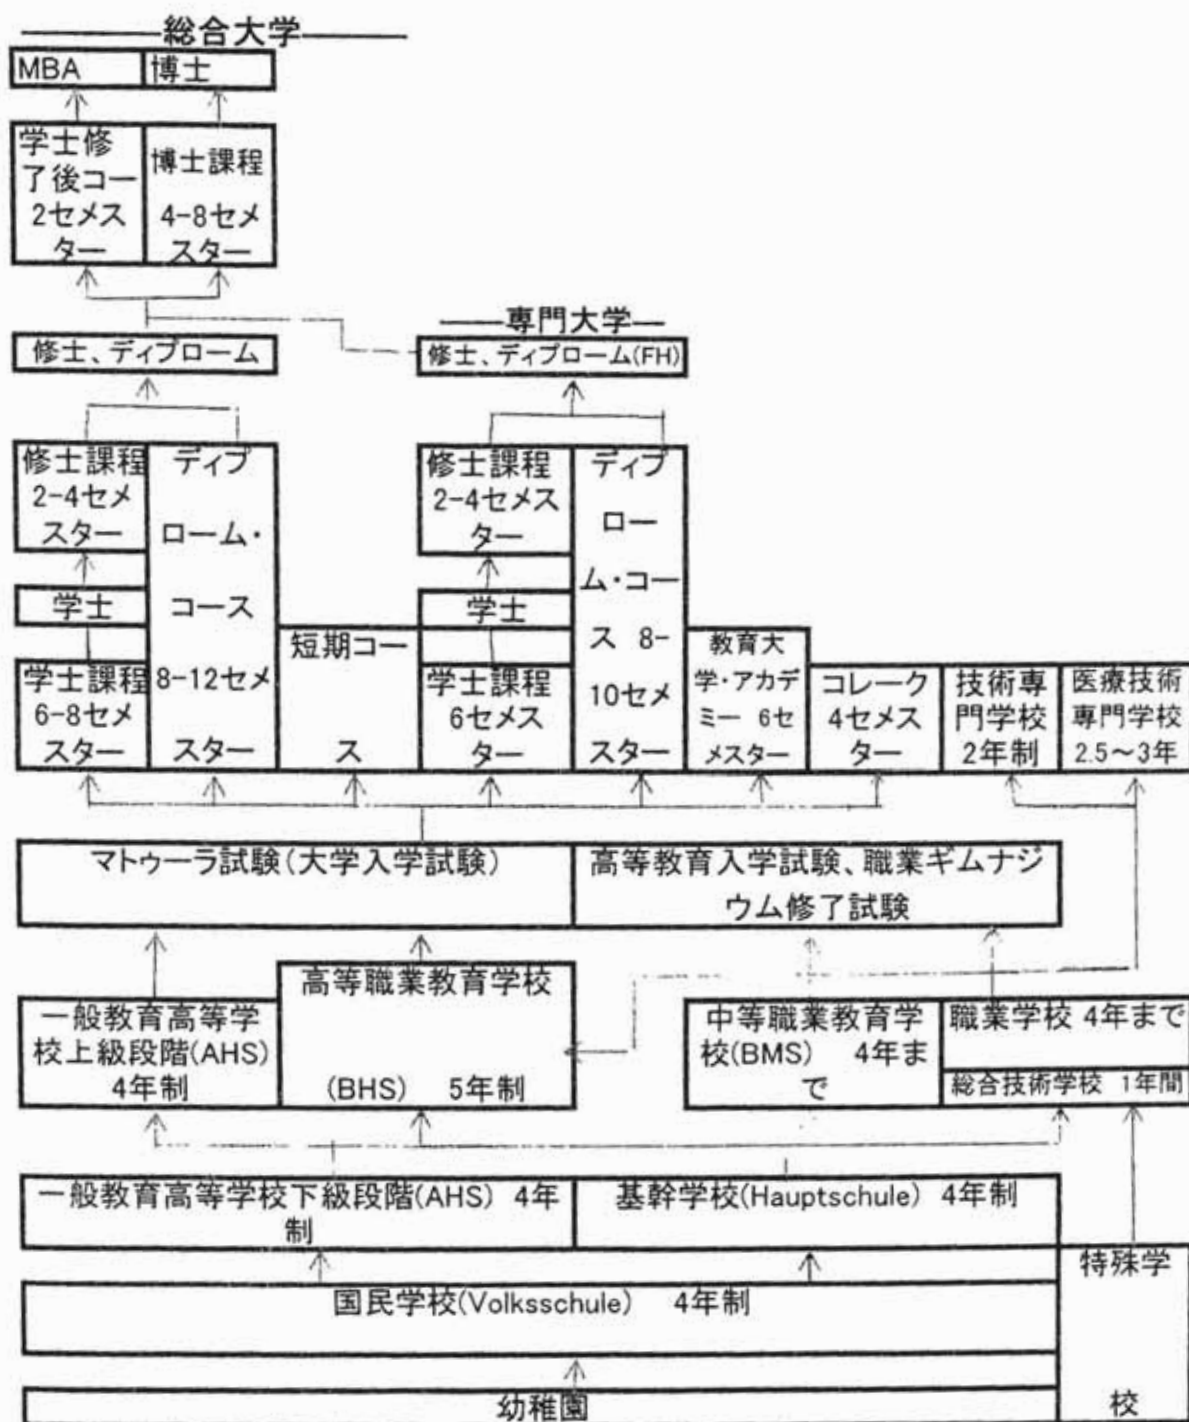 総合大学
MBA
博士
学士修
了後コー
2セメス
ター
博士課程
4-8セメ
スター
修士、ディプローム
専門大学
修士、ディプローム(FH)
修士課程
2-4セメ
スター
学士
学士課程
6-8セメ
スター
ディプ
ローム・
コース
8-12セメ
スター
短期コー
ス
修士課程
2-4セメス
ター
学士
学士課程
6セメス
ター
ディプ
ロー
ム・コー
ス 8-
10セメ
スター
教育大
学・アカデ
ミー 6セ
メスター
コレーク
4セメス
ター
技術専
門学校
2年制
医療技術
専門学校
2.5～3年
マトゥーラ試験(大学入学試験)
高等教育入学試験、職業ギムナジ
ウム修了試験
一般教育高等学
校上級段階(AHS)
4年制
高等職業教育学校
(BHS) 5年制
中等職業教育学
校(BMS) 4年ま
で
職業学校 4年まで
総合技術学校 1年間
一般教育高等学校下級段階(AHS) 4年
制
基幹学校(Hauptschule) 4年制
特殊学
校
国民学校(Volksschule) 4年制
幼稚園